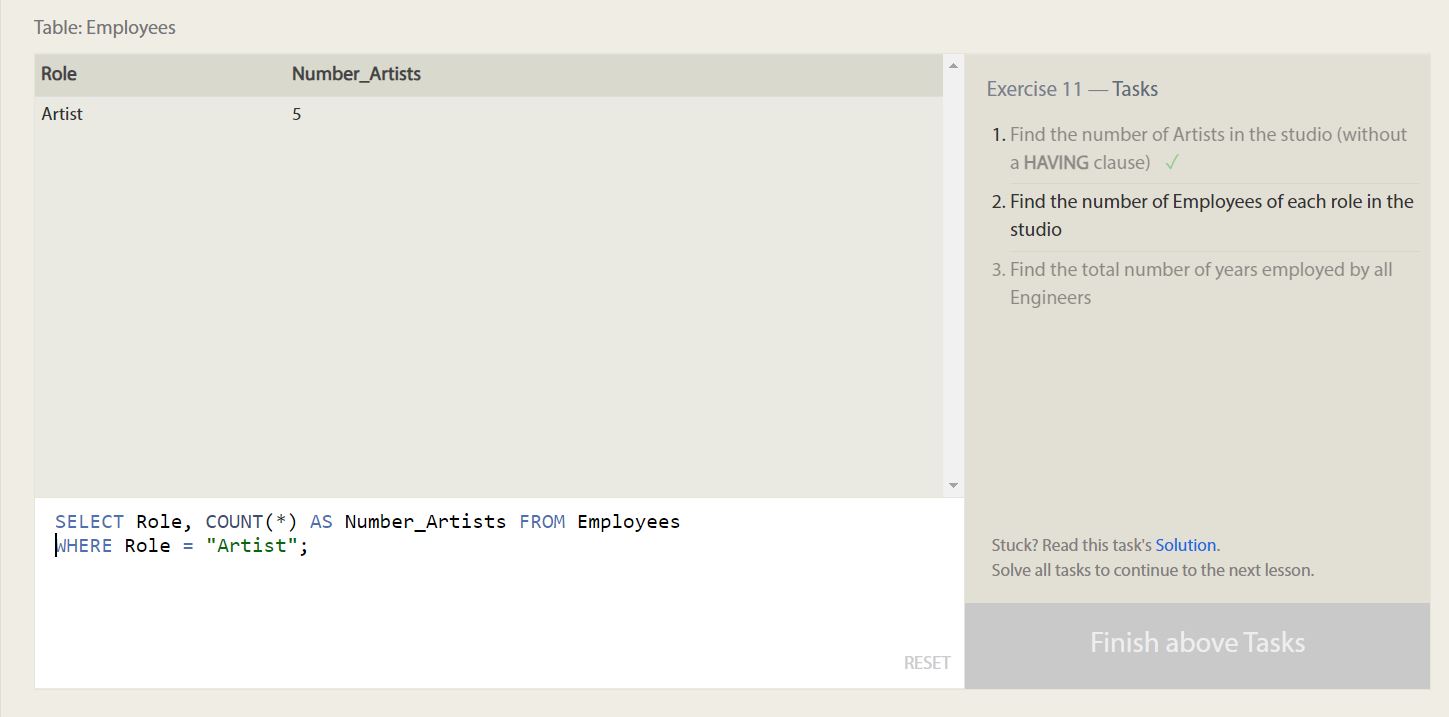 Table: Employees
Role Number_Artists
Artist 5
SELECT Role, COUNT(*) AS Number_Artists FROM Employees
WHERE Role = "Artist";
RESET
Exercise 11 — Tasks
1. Find the number of Artists in the studio (without
a HAVING clause) ✓
2. Find the number of Employees of each role in the
studio
3. Find the total number of years employed by all
Engineers
Stuck? Read this task's Solution.
Solve all tasks to continue to the next lesson.
Finish above Tasks